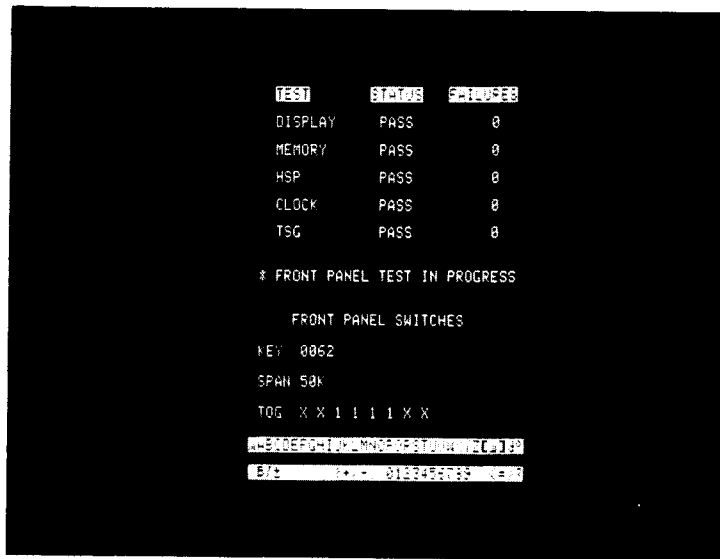 TEST STATUS FAILURES
DISPLAY PASS 0
MEMORY PASS 0
HSP PASS 0
CLOCK PASS 0
TSG PASS 0
* FRONT PANEL TEST IN PROGRESS
FRONT PANEL SWITCHES
KEY 0062
SPAN 50K
TOG X X 1 1 1 1 X X
0123456789